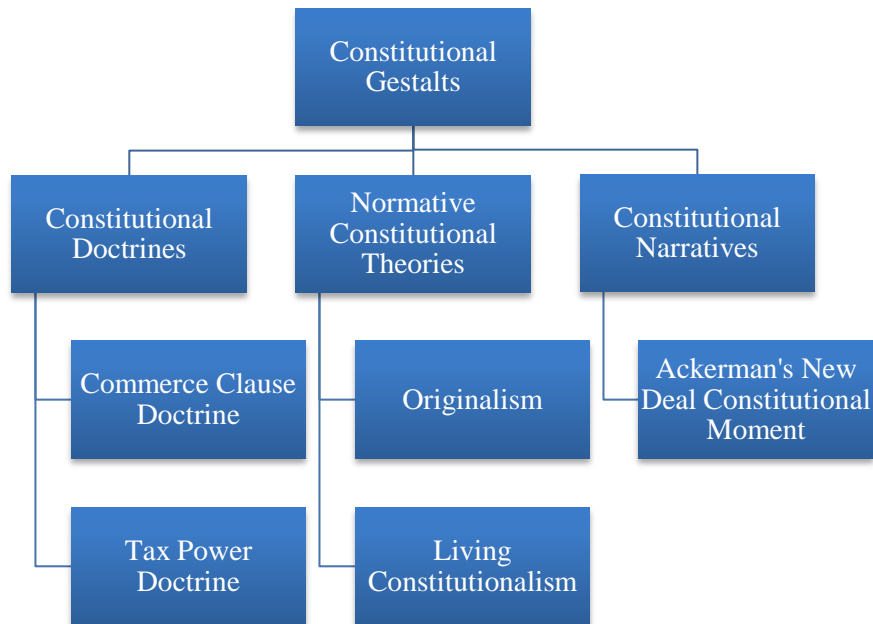 Constitutional
Gestalts
Constitutional
Doctrines
Normative
Constitutional
Theories
Constitutional
Narratives
Commerce Clause
Doctrine
Originalism
Ackerman's New
Deal Constitutional
Moment
Tax Power
Doctrine
Living
Constitutionalism